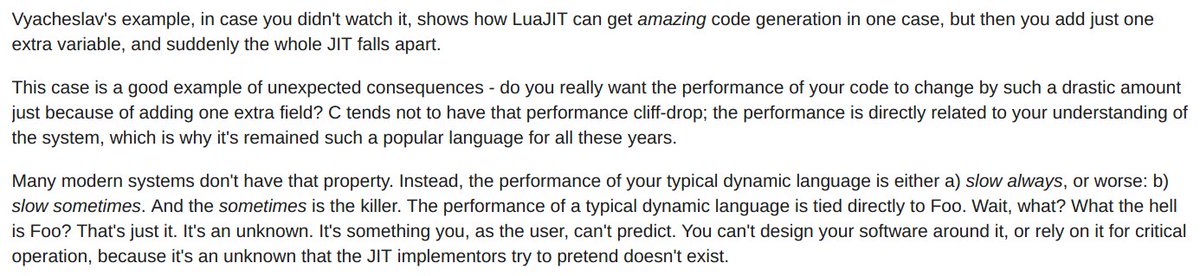 Vyacheslav's example, in case you didn't watch it, shows how LuaJIT can get amazing code generation in one case, but then you add just one
extra variable, and suddenly the whole JIT falls apart.
This case is a good example of unexpected consequences - do you really want the performance of your code to change by such a drastic amount
just because of adding one extra field? C tends not to have that performance cliff-drop; the performance is directly related to your understanding of
the system, which is why it's remained such a popular language for all these years.
Many modern systems don't have that property. Instead, the performance of your typical dynamic language is either a) slow always, or worse: b)
slow sometimes. And the sometimes is the killer. The performance of a typical dynamic language is tied directly to Foo. Wait, what? What the hell
is Foo? That's just it. It's an unknown. It's something you, as the user, can't predict. You can't design your software around it, or rely on it for critical
operation, because it's an unknown that the JIT implementors try to pretend doesn't exist.